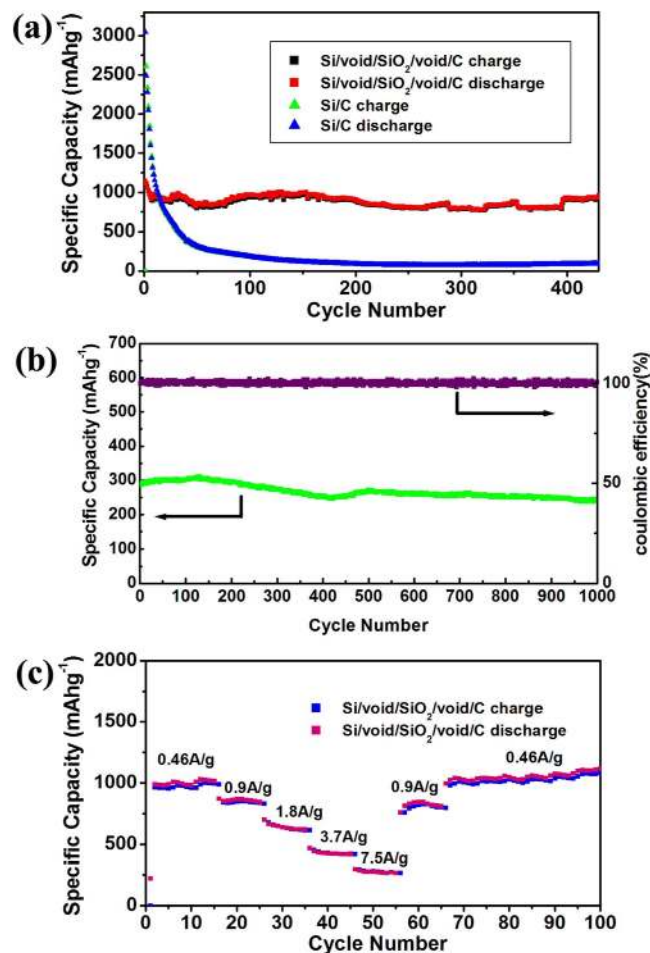 (a)
Specific Capacity (mAhg⁻¹)
3000
2500
2000
1500
1000
500
0
Si/void/SiO₂/void/C charge
Si/void/SiO₂/void/C discharge
Si/C charge
Si/C discharge
0 100 200 300 400
Cycle Number
(b)
Specific Capacity (mAhg⁻¹)
700
600
500
400
300
200
100
0
100
50
0
coulombic efficiency(%)
0 100 200 300 400 500 600 700 800 900 1000
Cycle Number
(c)
Specific Capacity (mAhg⁻¹)
2000
1500
1000
500
0
Si/void/SiO₂/void/C charge
Si/void/SiO₂/void/C discharge
0.46A/g
0.9A/g
1.8A/g
3.7A/g
7.5A/g
0.9A/g
0.46A/g
0 10 20 30 40 50 60 70 80 90 100
Cycle Number